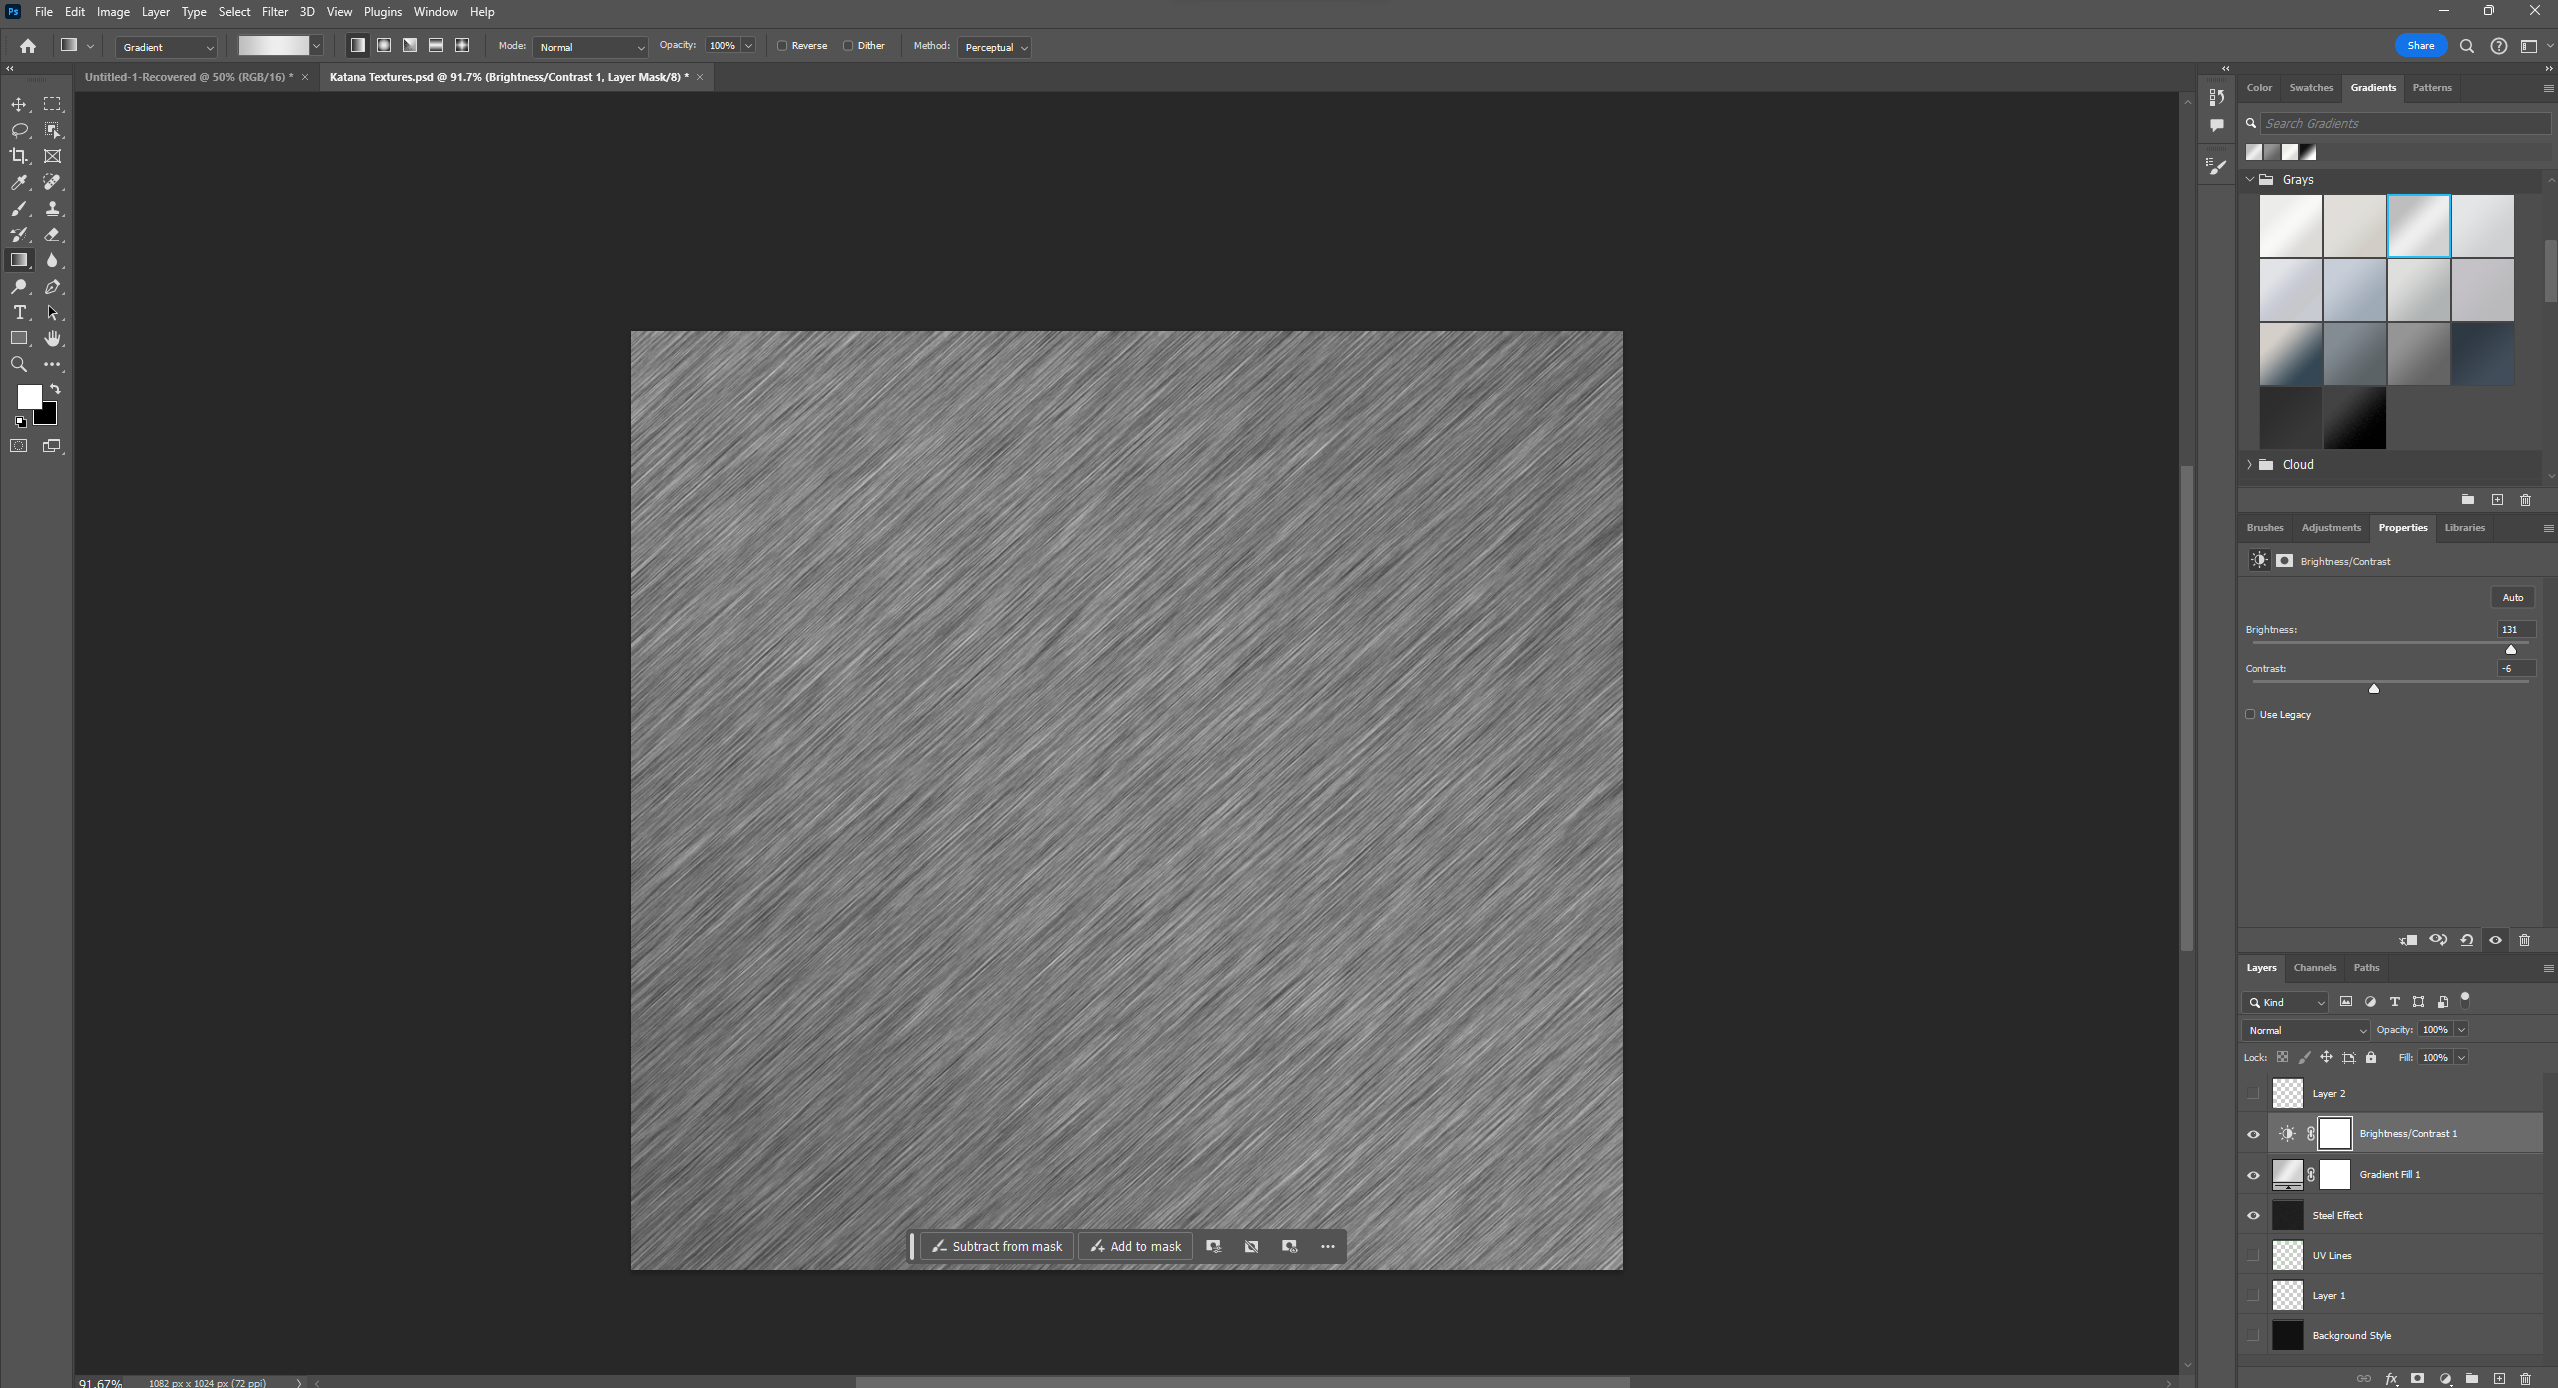 Ps File Edit Image Layer Type Select Filter 3D View Plugins Window Help
Gradient Mode: Normal Opacity: 100% Reverse Dither Method: Perceptual Share
Untitled-1-Recovered @ 50% (RGB/16) * × Katana Textures.psd @ 91.7% (Brightness/Contrast 1, Layer Mask/8) * ×
Color Swatches Gradients Patterns
Search Gradients
Grays
Cloud
Brushes Adjustments Properties Libraries
Brightness/Contrast
Auto
Brightness: 131
Contrast: -6
Use Legacy
Layers Channels Paths
Kind
Normal Opacity: 100%
Lock: Fill: 100%
Layer 2
Brightness/Contrast 1
Gradient Fill 1
Steel Effect
UV Lines
Layer 1
Background Style
Subtract from mask Add to mask
91.67% 1082 px x 1024 px (72 ppi)
fx